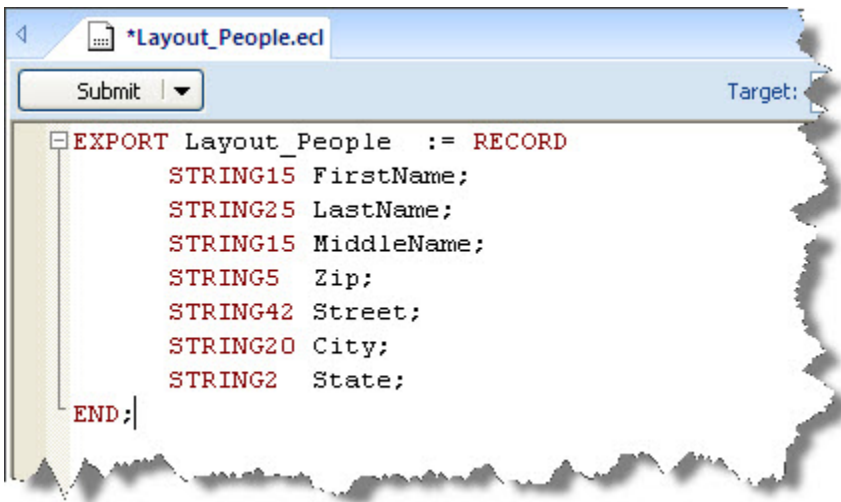 *Layout_People.ecl
Submit
Target:
EXPORT Layout_People  := RECORD
STRING15 FirstName;
STRING25 LastName;
STRING15 MiddleName;
STRING5  Zip;
STRING42 Street;
STRING20 City;
STRING2  State;
END;